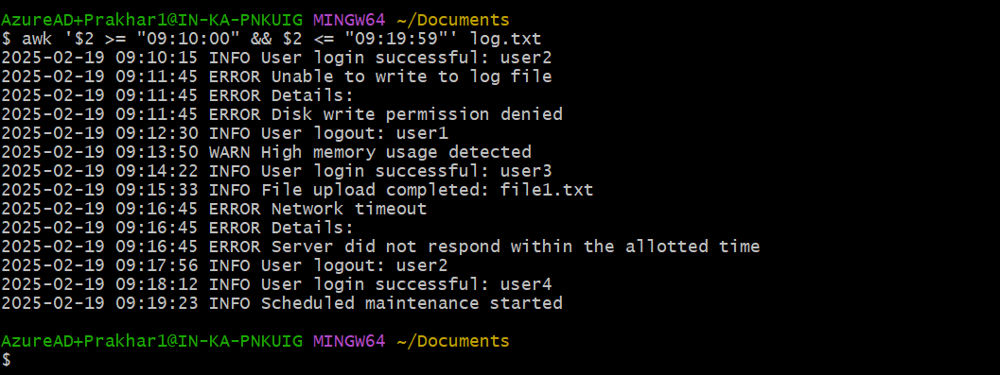 AzureAD+Prakhar1@IN-KA-PNKUIG MINGW64 ~/Documents
$ awk '$2 >= "09:10:00" && $2 <= "09:19:59"' log.txt
2025-02-19 09:10:15 INFO User login successful: user2
2025-02-19 09:11:45 ERROR Unable to write to log file
2025-02-19 09:11:45 ERROR Details:
2025-02-19 09:11:45 ERROR Disk write permission denied
2025-02-19 09:12:30 INFO User logout: user1
2025-02-19 09:13:50 WARN High memory usage detected
2025-02-19 09:14:22 INFO User login successful: user3
2025-02-19 09:15:33 INFO File upload completed: file1.txt
2025-02-19 09:16:45 ERROR Network timeout
2025-02-19 09:16:45 ERROR Details:
2025-02-19 09:16:45 ERROR Server did not respond within the allotted time
2025-02-19 09:17:56 INFO User logout: user2
2025-02-19 09:18:12 INFO User login successful: user4
2025-02-19 09:19:23 INFO Scheduled maintenance started
AzureAD+Prakhar1@IN-KA-PNKUIG MINGW64 ~/Documents
$